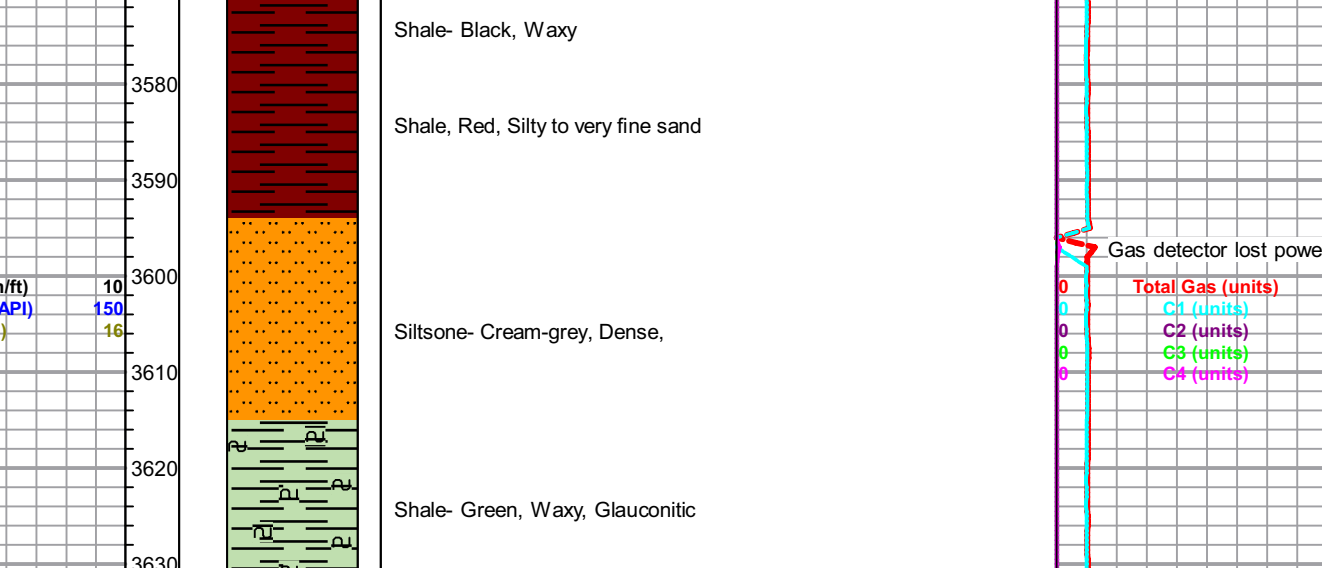 Shale- Black, Waxy
3580
Shale, Red, Silty to very fine sand
3590
Gas detector lost powe
3600
n/ft) 10
0 Total Gas (units)
API) 150
0 C1 (units)
Siltsone- Cream-grey, Dense,
) 16
0 C2 (units)
0 C3 (units)
3610
0 C4 (units)
3620
Shale- Green, Waxy, Glauconitic
3630